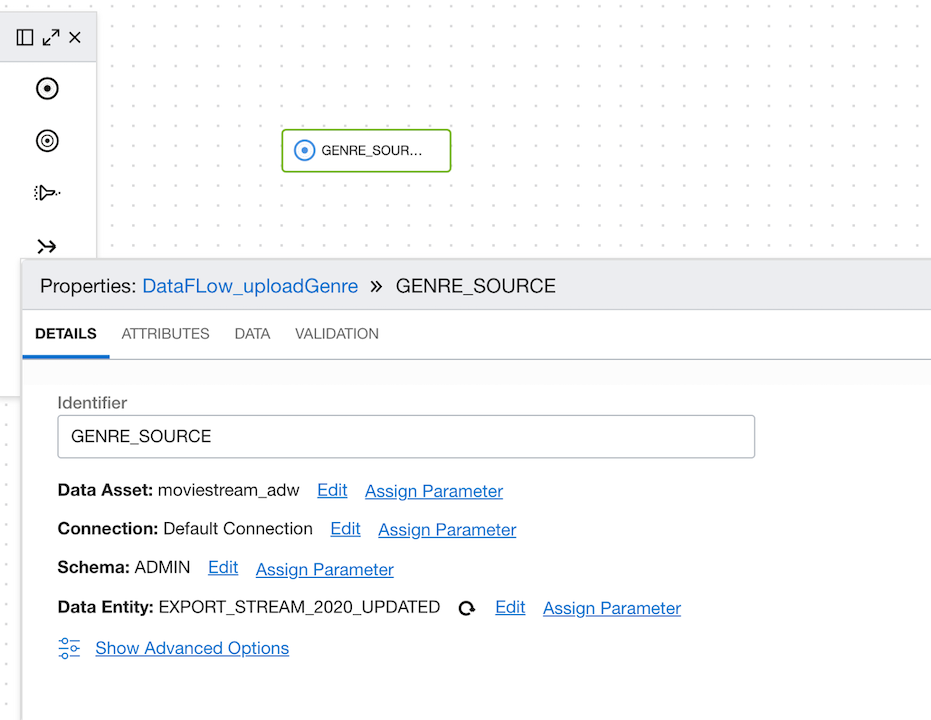 GENRE_SOUR...
Properties: DataFLow_uploadGenre » GENRE_SOURCE
DETAILS ATTRIBUTES DATA VALIDATION
Identifier
GENRE_SOURCE
Data Asset: moviestream_adw Edit Assign Parameter
Connection: Default Connection Edit Assign Parameter
Schema: ADMIN Edit Assign Parameter
Data Entity: EXPORT_STREAM_2020_UPDATED Edit Assign Parameter
Show Advanced Options